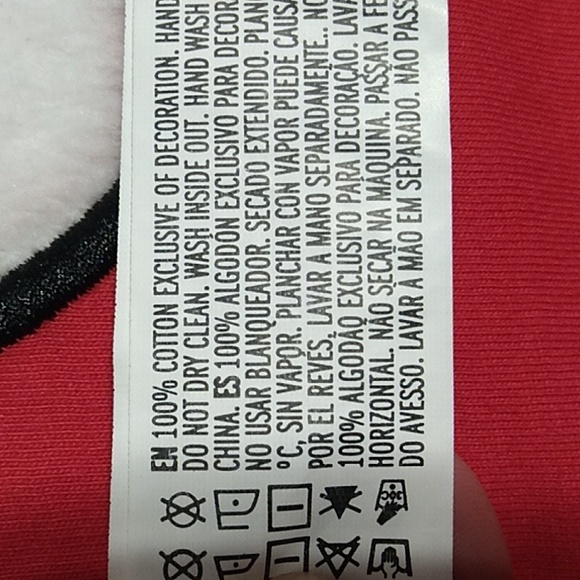 EN 100% COTTON EXCLUSIVE OF DECORATION. HAND
DO NOT DRY CLEAN. WASH INSIDE OUT. HAND WASH
CHINA. ES 100% ALGODÓN EXCLUSIVO PARA DECOR
NO USAR BLANQUEADOR. SECADO EXTENDIDO. PLAN
°C, SIN VAPOR. PLANCHAR CON VAPOR PUEDE CAUSA
POR EL REVES. LAVAR A MANO SEPARADAMENTE.. NO
100% ALGODÃO EXCLUSIVO PARA DECORAÇÃO. LAVA
HORIZONTAL. NÃO SECAR NA MÁQUINA. PASSAR A FE
DO AVESSO. LAVAR À MÃO EM SEPARADO. NÃO PASS